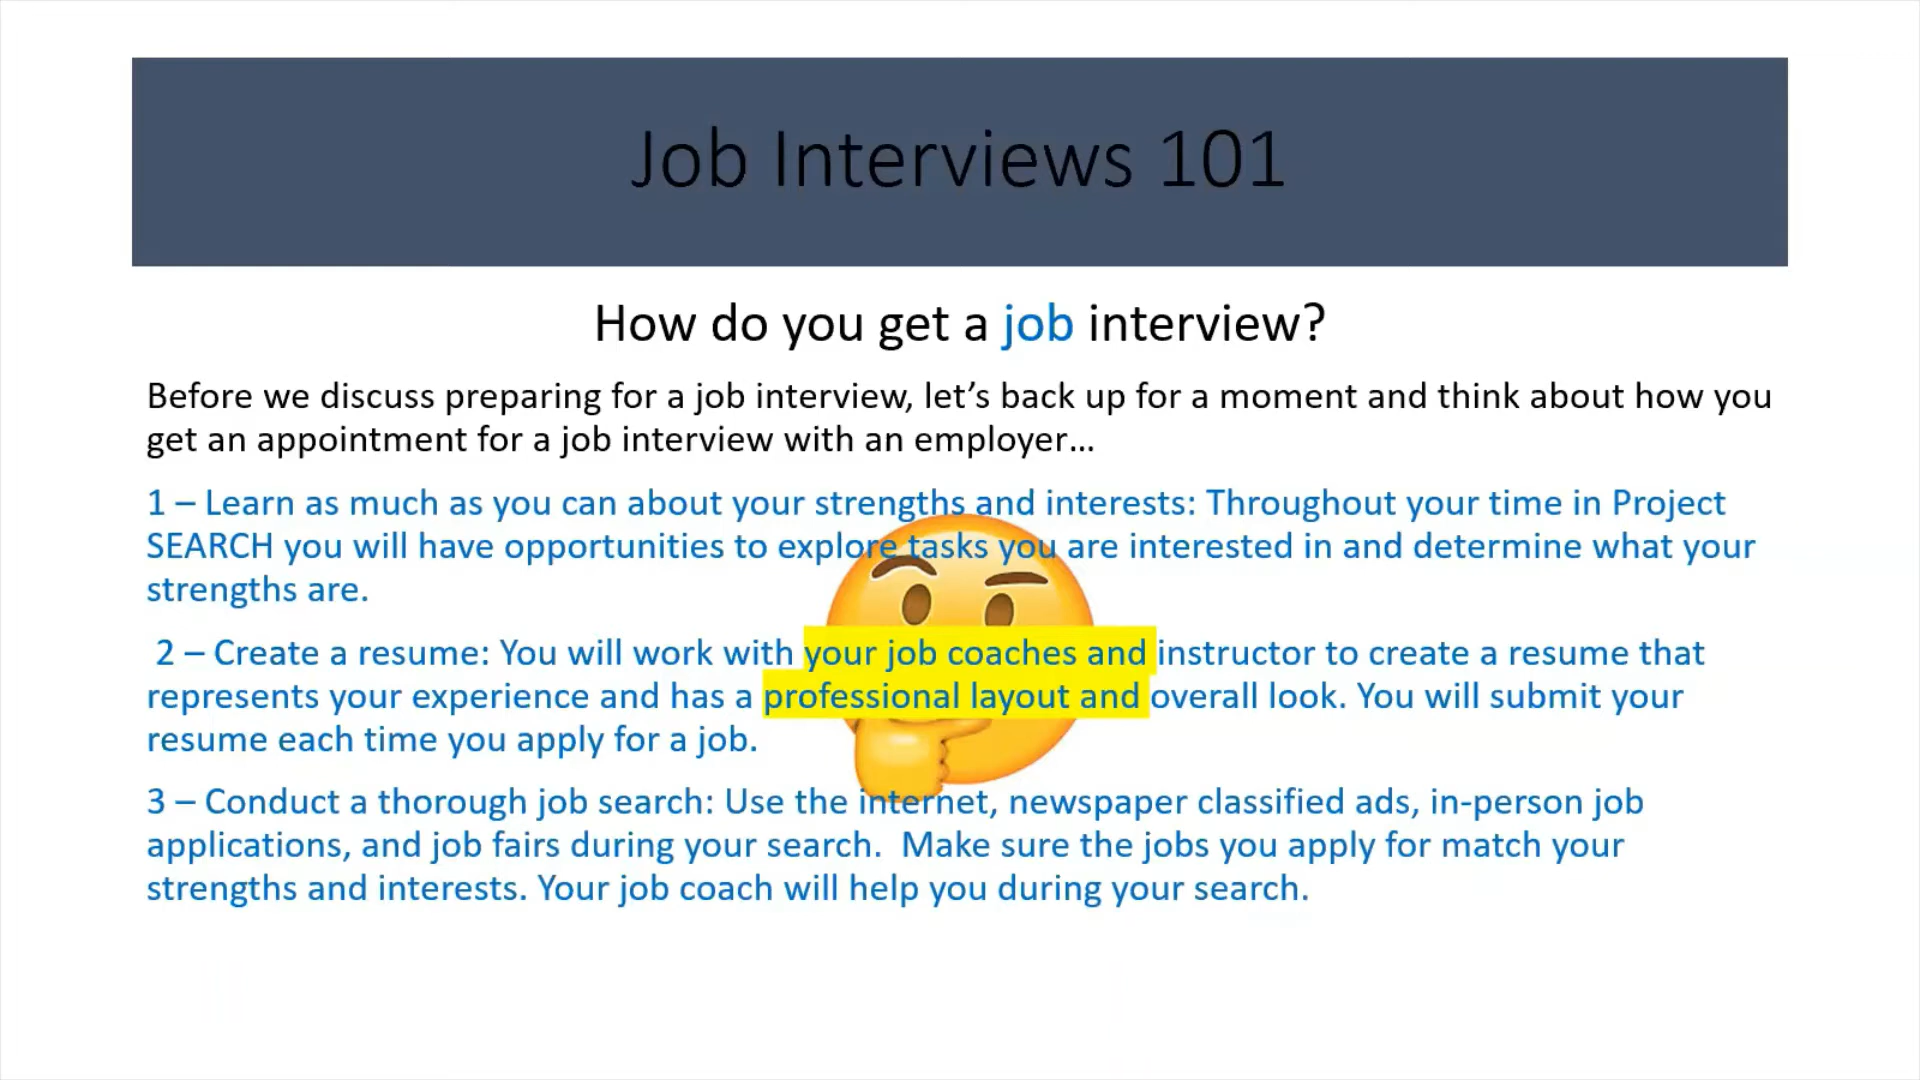 Job Interviews 101
How do you get a job interview?
Before we discuss preparing for a job interview, let’s back up for a moment and think about how you
get an appointment for a job interview with an employer…
1 – Learn as much as you can about your strengths and interests: Throughout your time in Project
SEARCH you will have opportunities to explore tasks you are interested in and determine what your
strengths are.
2 – Create a resume: You will work with your job coaches and instructor to create a resume that
represents your experience and has a professional layout and overall look. You will submit your
resume each time you apply for a job.
3 – Conduct a thorough job search: Use the internet, newspaper classified ads, in-person job
applications, and job fairs during your search.  Make sure the jobs you apply for match your
strengths and interests. Your job coach will help you during your search.